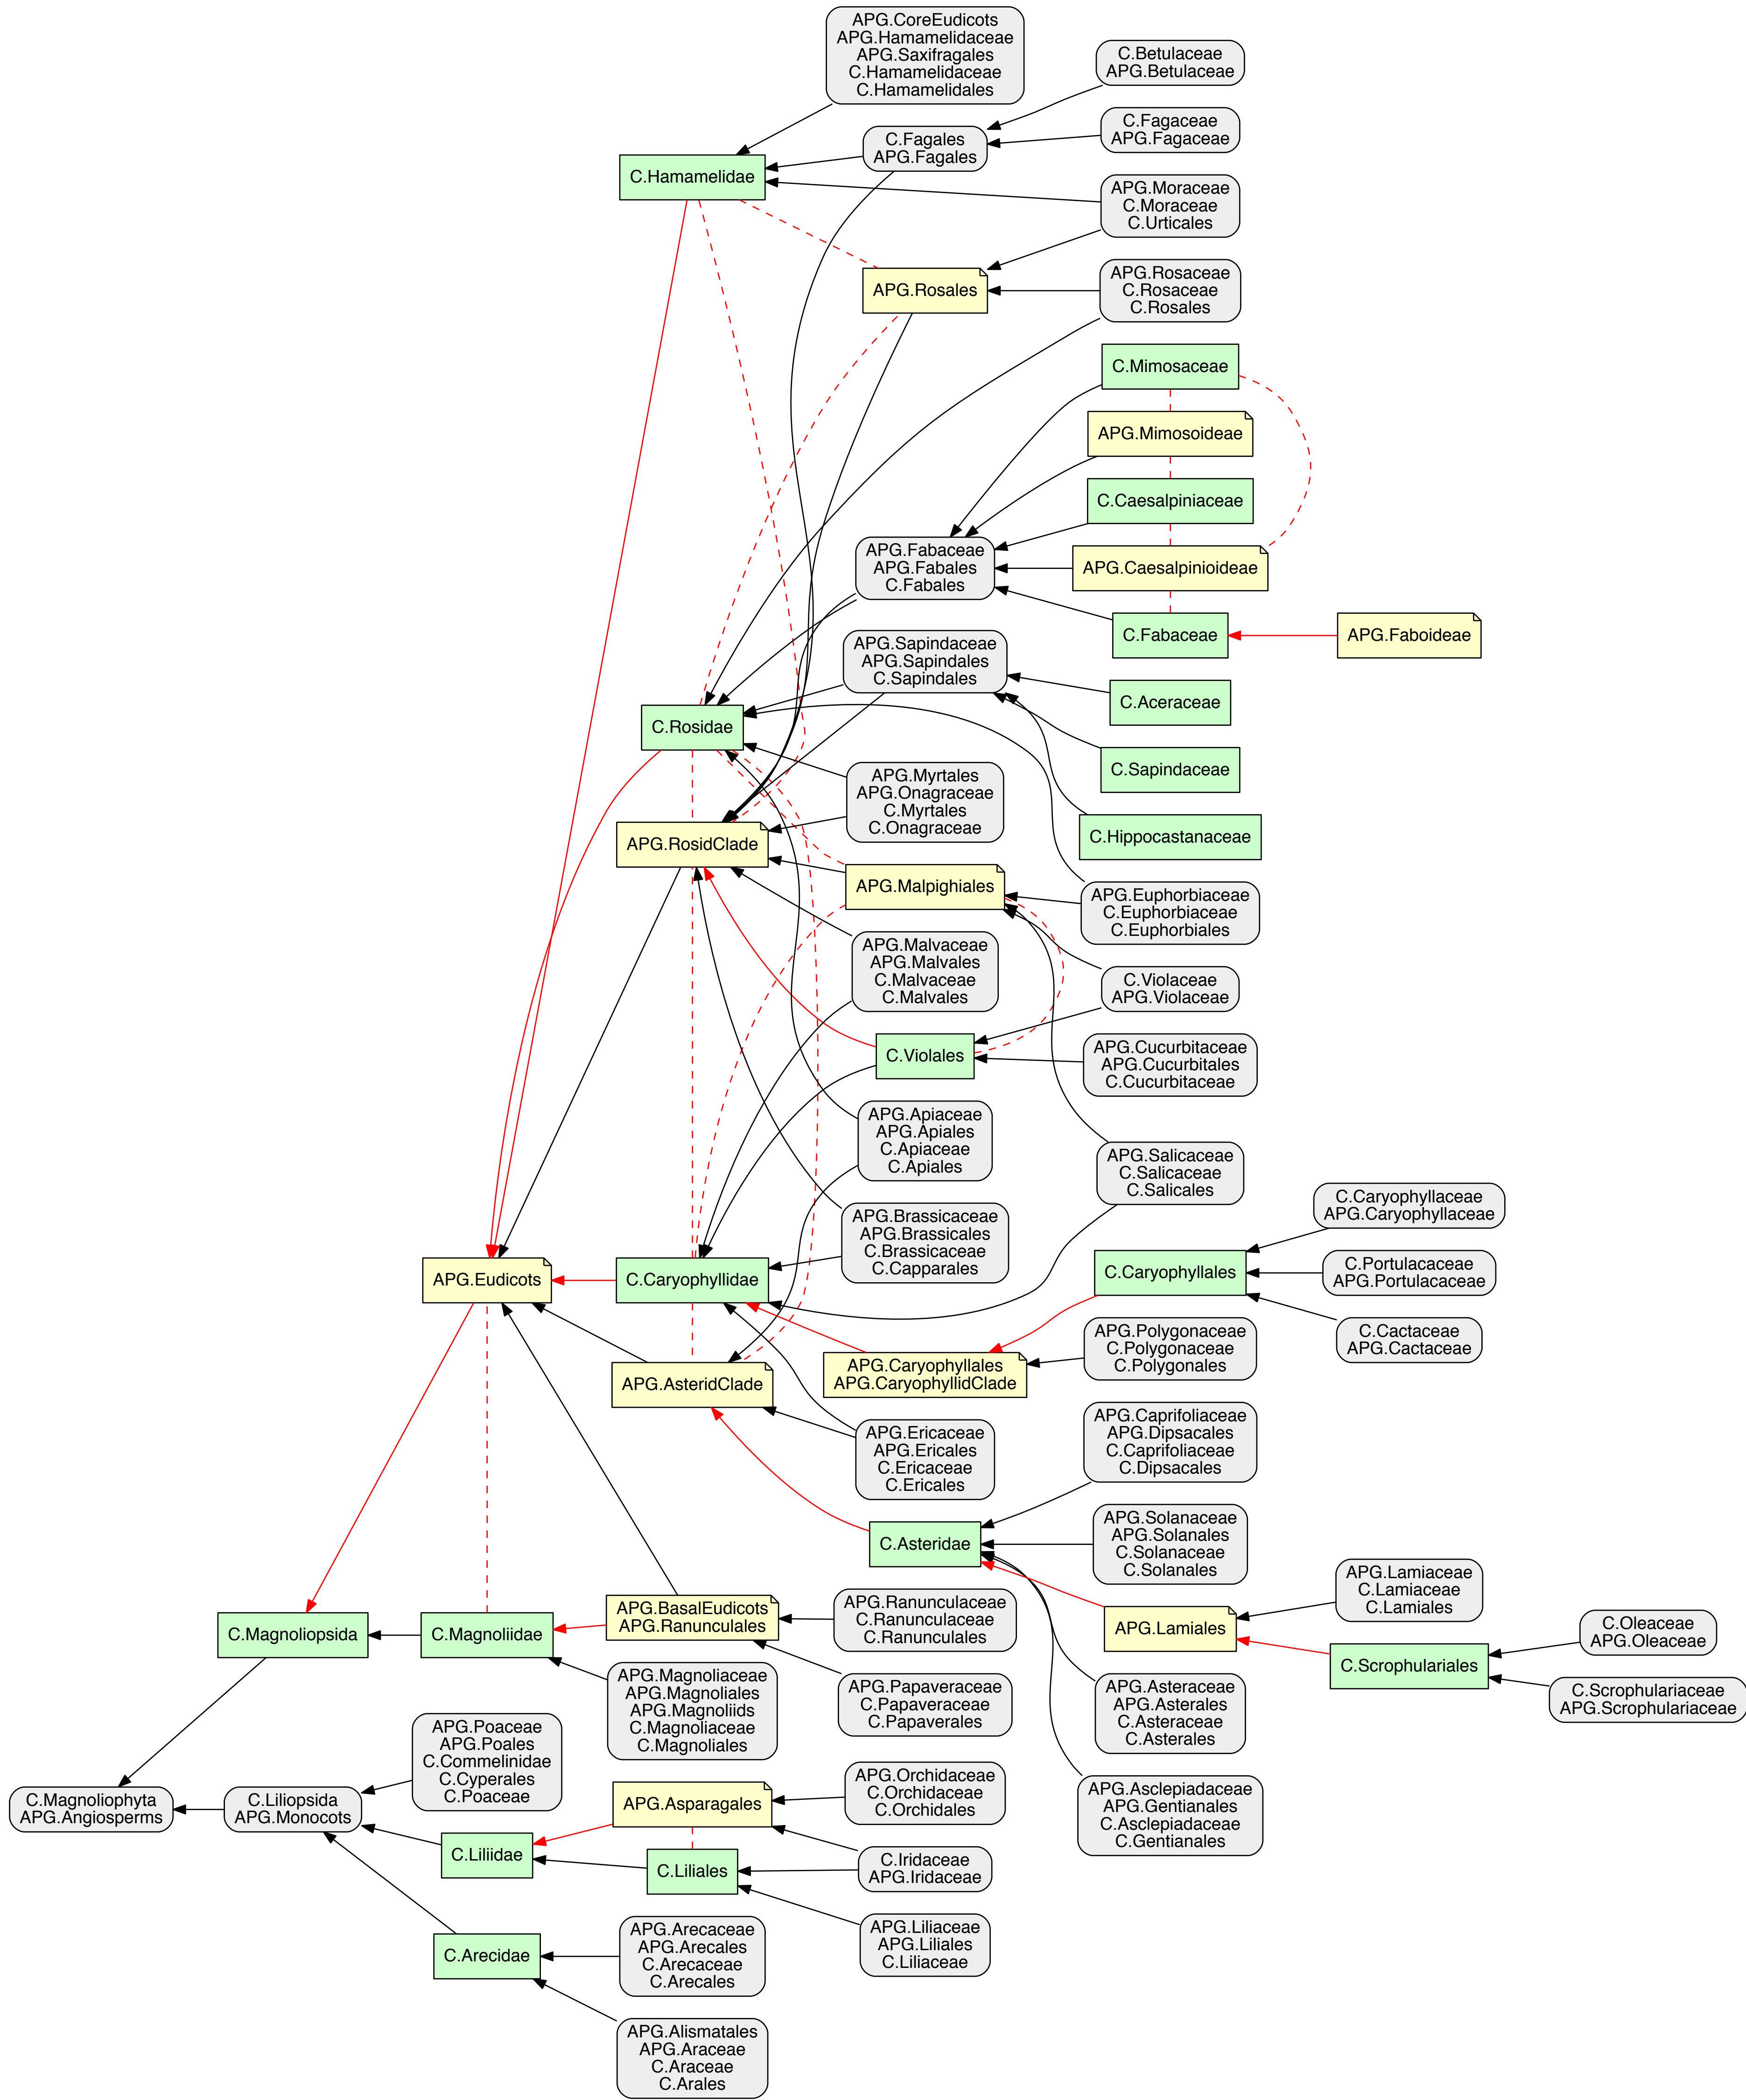 APG.CoreEudicots
APG.Hamamelidaceae
APG.Saxifragales
C.Hamamelidaceae
C.Hamamelidales
C.Betulaceae
APG.Betulaceae
C.Fagaceae
APG.Fagaceae
C.Fagales
APG.Fagales
C.Hamamelidae
APG.Moraceae
C.Moraceae
C.Urticales
APG.Rosales
APG.Rosaceae
C.Rosaceae
C.Rosales
C.Mimosaceae
APG.Mimosoideae
C.Caesalpiniaceae
APG.Fabaceae
APG.Fabales
C.Fabales
APG.Caesalpinioideae
C.Fabaceae
APG.Faboideae
APG.Sapindaceae
APG.Sapindales
C.Sapindales
C.Aceraceae
C.Rosidae
C.Sapindaceae
APG.Myrtales
APG.Onagraceae
C.Myrtales
C.Onagraceae
C.Hippocastanaceae
APG.RosidClade
APG.Malpighiales
APG.Euphorbiaceae
C.Euphorbiaceae
C.Euphorbiales
APG.Malvaceae
APG.Malvales
C.Malvaceae
C.Malvales
C.Violaceae
APG.Violaceae
C.Violales
APG.Cucurbitaceae
APG.Cucurbitales
C.Cucurbitaceae
APG.Apiaceae
APG.Apiales
C.Apiaceae
C.Apiales
APG.Salicaceae
C.Salicaceae
C.Salicales
C.Caryophyllaceae
APG.Caryophyllaceae
APG.Brassicaceae
APG.Brassicales
C.Brassicaceae
C.Capparales
APG.Eudicots
C.Caryophyllidae
C.Caryophyllales
C.Portulacaceae
APG.Portulacaceae
C.Cactaceae
APG.Cactaceae
APG.Polygonaceae
C.Polygonaceae
C.Polygonales
APG.Caryophyllales
APG.CaryophyllidClade
APG.AsteridClade
APG.Caprifoliaceae
APG.Dipsacales
C.Caprifoliaceae
C.Dipsacales
APG.Ericaceae
APG.Ericales
C.Ericaceae
C.Ericales
APG.Solanaceae
APG.Solanales
C.Solanaceae
C.Solanales
C.Asteridae
APG.Lamiaceae
C.Lamiaceae
C.Lamiales
APG.BasalEudicots
APG.Ranunculales
APG.Ranunculaceae
C.Ranunculaceae
C.Ranunculales
C.Magnoliopsida
C.Magnoliidae
APG.Lamiales
C.Oleaceae
APG.Oleaceae
C.Scrophulariales
C.Scrophulariaceae
APG.Scrophulariaceae
APG.Magnoliaceae
APG.Magnoliales
APG.Magnoliids
C.Magnoliaceae
C.Magnoliales
APG.Papaveraceae
C.Papaveraceae
C.Papaverales
APG.Asteraceae
APG.Asterales
C.Asteraceae
C.Asterales
APG.Poaceae
APG.Poales
C.Commelinidae
C.Cyperales
C.Poaceae
C.Magnoliophyta
APG.Angiosperms
C.Liliopsida
APG.Monocots
APG.Asparagales
APG.Orchidaceae
C.Orchidaceae
C.Orchidales
APG.Asclepiadaceae
APG.Gentianales
C.Asclepiadaceae
C.Gentianales
C.Liliidae
C.Liliales
C.Iridaceae
APG.Iridaceae
APG.Liliaceae
APG.Liliales
C.Liliaceae
C.Arecidae
APG.Arecaceae
APG.Arecales
C.Arecaceae
C.Arecales
APG.Alismatales
APG.Araceae
C.Araceae
C.Arales